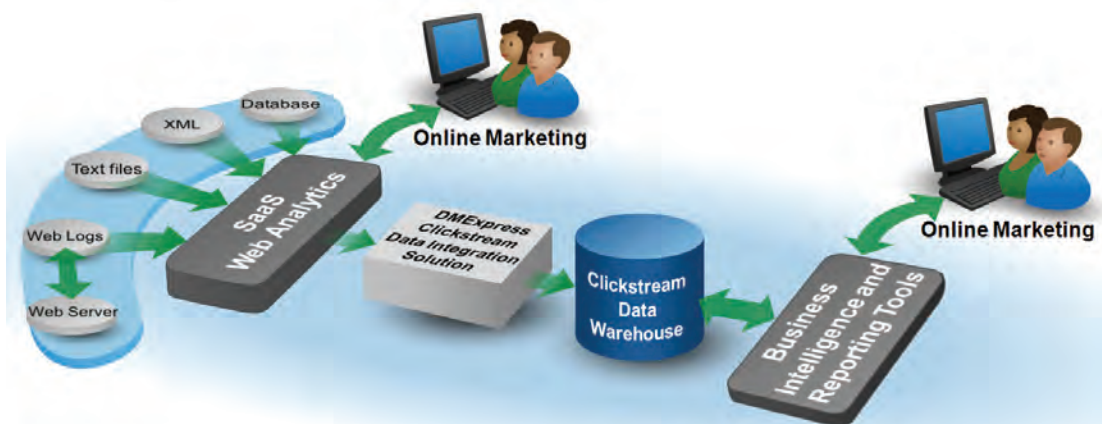 Database
XML
Text files
Web Logs
Web Server
SaaS
Web Analytics
Online Marketing
DMExpress
Clickstream
Data Integration
Solution
Clickstream
Data
Warehouse
Business
Intelligence and
Reporting Tools
Online Marketing